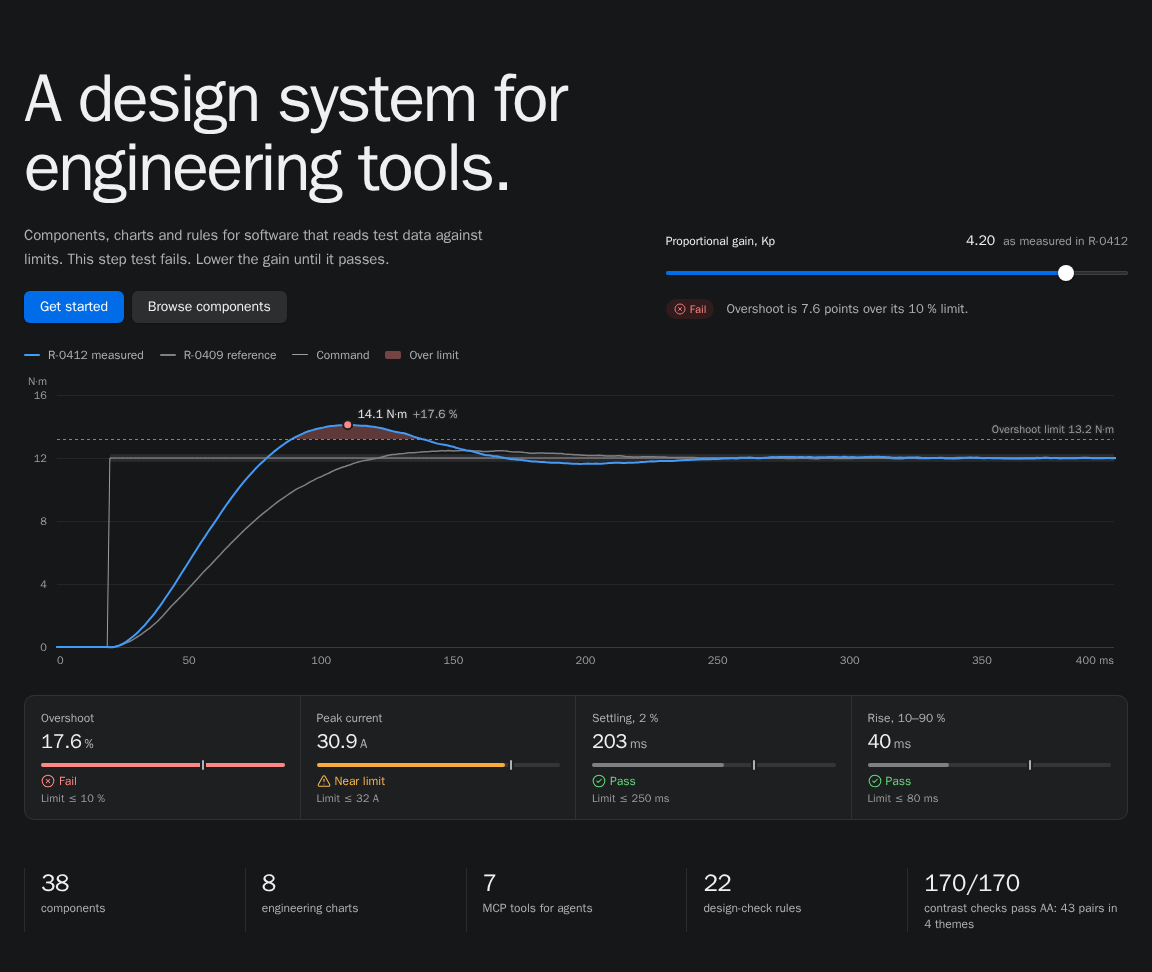 A design system for
engineering tools.
Components, charts and rules for software that reads test data against
limits. This step test fails. Lower the gain until it passes.
Get started
Browse components
Proportional gain, Kp
4.20 as measured in R-0412
Fail
Overshoot is 7.6 points over its 10 % limit.
R-0412 measured
R-0409 reference
Command
Over limit
N·m
16
14.1 N·m +17.6 %
Overshoot limit 13.2 N·m
12
8
4
0
0
50
100
150
200
250
300
350
400 ms
Overshoot
17.6 %
Fail
Limit ≤ 10 %
Peak current
30.9 A
Near limit
Limit ≤ 32 A
Settling, 2 %
203 ms
Pass
Limit ≤ 250 ms
Rise, 10–90 %
40 ms
Pass
Limit ≤ 80 ms
38
components
8
engineering charts
7
MCP tools for agents
22
design-check rules
170/170
contrast checks pass AA: 43 pairs in
4 themes